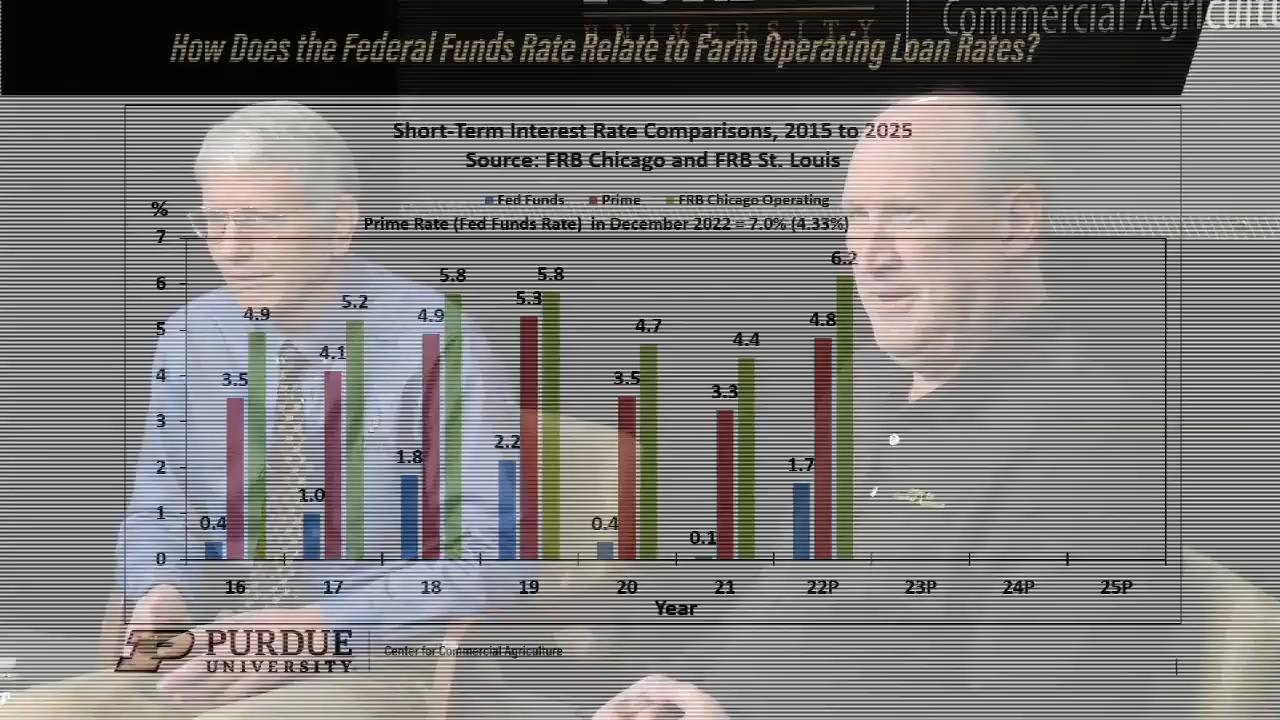 UNIVERSITY
Commercial Agricultu
How Does the Federal Funds Rate Relate to Farm Operating Loan Rates?
Short-Term Interest Rate Comparisons, 2015 to 2025
Source: FRB Chicago and FRB St. Louis
Fed Funds Prime FRB Chicago Operating
Prime Rate (Fed Funds Rate) in December 2022 = 7.0% (4.33%)
%
7
6
5
4
3
2
1
0
0.4 3.5 4.9
1.0 4.1 5.2
1.8 4.9 5.8
2.2 5.3 5.8
0.4 3.5 4.7
0.1 3.3 4.4
1.7 4.8 6.2
16 17 18 19 20 21 22P 23P 24P 25P
Year
PURDUE
UNIVERSITY
Center for Commercial Agriculture